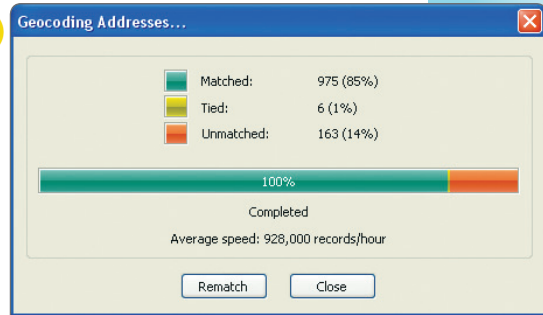 Geocoding Addresses...
Matched: 975 (85%)
Tied: 6 (1%)
Unmatched: 163 (14%)
100%
Completed
Average speed: 928,000 records/hour
Rematch Close